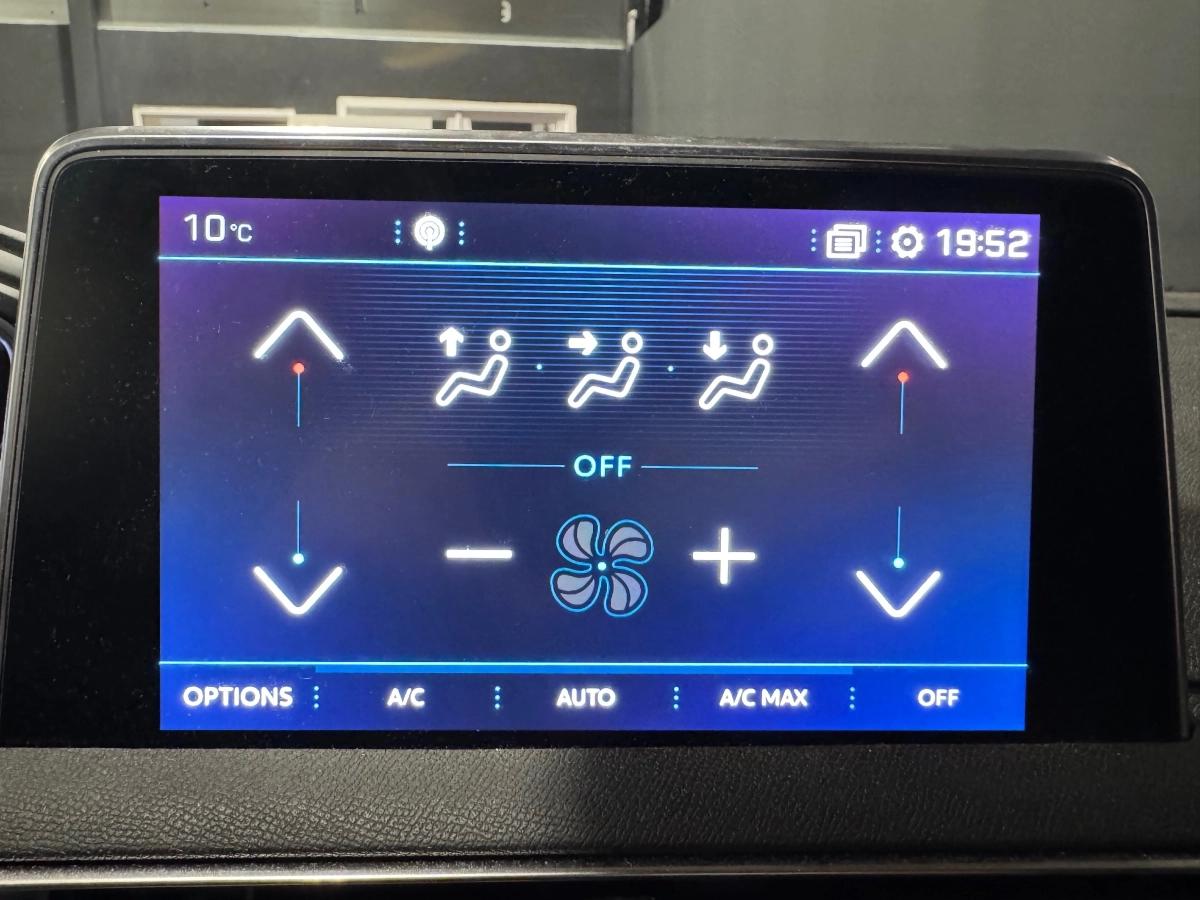 10°C 19:52
OFF
OPTIONS A/C AUTO A/C MAX OFF